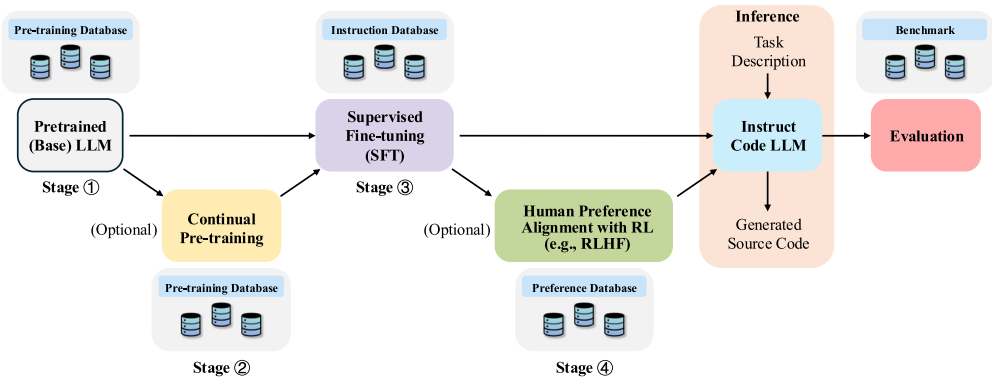 Pre-training Database
Pretrained
(Base) LLM
Stage ①
(Optional)
Continual
Pre-training
Pre-training Database
Stage ②
Instruction Database
Supervised
Fine-tuning
(SFT)
Stage ③
(Optional)
Human Preference
Alignment with RL
(e.g., RLHF)
Preference Database
Stage ④
Inference
Task
Description
Instruct
Code LLM
Generated
Source Code
Benchmark
Evaluation